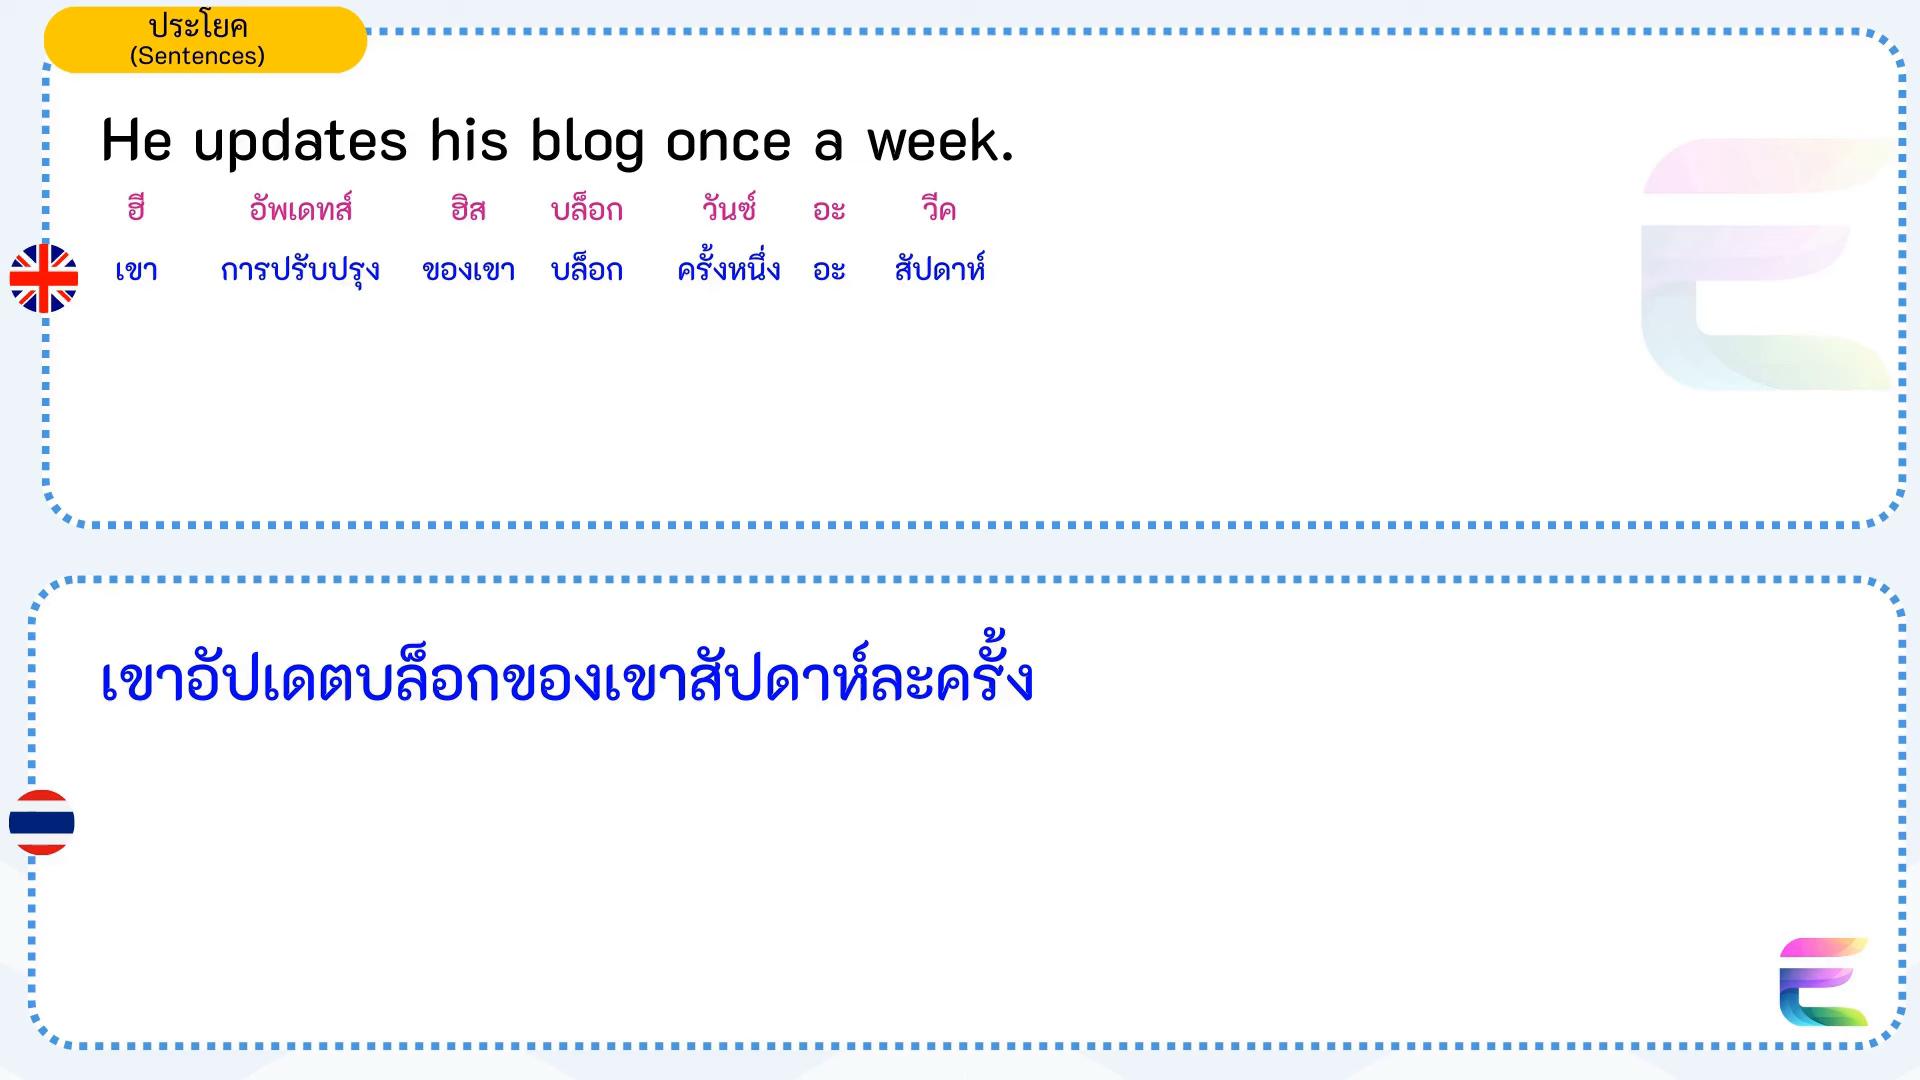 ประโยค
(Sentences)
He updates his blog once a week.
ฮี อัพเดทส์ ฮิส บล็อก วันซ์ อะ วีค
เขา การปรับปรุง ของเขา บล็อก ครั้งหนึ่ง อะ สัปดาห์
เขาอัปเดตบล็อกของเขาสัปดาห์ละครั้ง